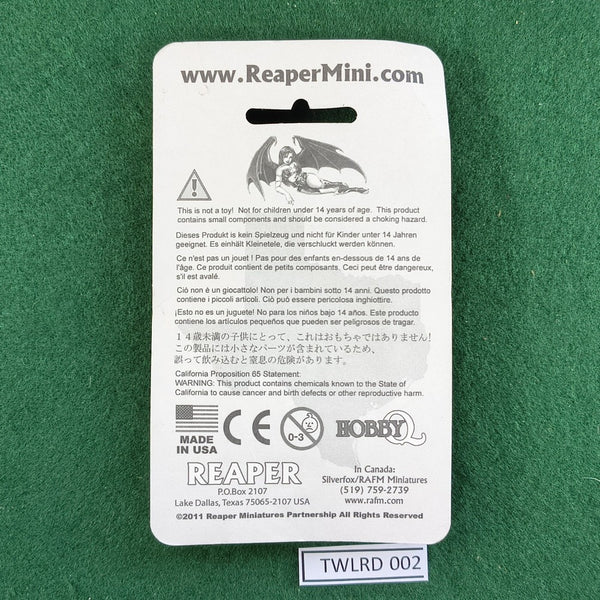 www.ReaperMini.com
This is not a toy! Not for children under 14 years of age. This product
contains small components and should be considered a choking hazard.
Dieses Produkt is kein Spielzeug und nicht für Kinder unter 14 Jahren
geeignet. Es einhält Kleinetele, die verschluckt werden können.
Ce n'est pas un jouet ! Pas pour des enfants en-dessous de 14 ans de
l'âge. Ce produit contient de petits composants. Ceci peut être dangereux,
s'il est avalé.
Ció non è un giocattolo! Non per i bambini sotto 14 anni. Questo prodotto
contiene i piccoli articoli. Ció può essere pericolosa inghiottire.
¡Esto no es un juguete! No para los niños bajo 14 años. Este producto
contiene los artículos pequeños que pueden ser peligrosos de tragar.
１４歳未満の子供にとって、これはおもちゃではありません!
この製品には小さなパーツが含まれているため、
誤って飲み込むと窒息の危険があります。
California Proposition 65 Statement:
WARNING: This product contains chemicals known to the State of
California to cause cancer and birth defects or other reproductive harm.
MADE
IN USA
CE
0-3
HOBBYQ
REAPER
P.O.Box 2107
Lake Dallas, Texas 75065-2107 USA
In Canada:
Silverfox/RAFM Miniatures
(519) 759-2739
www.rafm.com
©2011 Reaper Miniatures Partnership All Rights Reserved
TWLRD 002